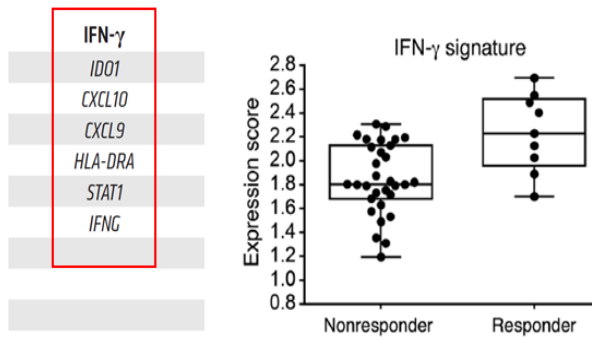 IFN-γ
IDO1
CXCL10
CXCL9
HLA-DRA
STAT1
IFNG
IFN-γ signature
Expression score
2.8
2.6
2.4
2.2
2.0
1.8
1.6
1.4
1.2
1.0
0.8
Nonresponder
Responder